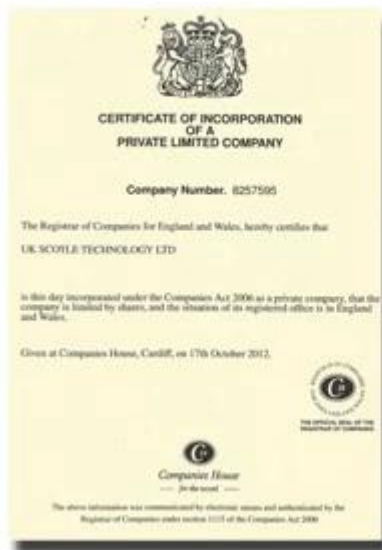 CERTIFICATE OF INCORPORATION
OF A
PRIVATE LIMITED COMPANY
Company Number. 8257595
The Registrar of Companies for England and Wales, hereby certifies that
UK SCOYLE TECHNOLOGY LTD
is this day incorporated under the Companies Act 2006 as a private company, that the
company is limited by shares, and the situation of its registered office is in England
and Wales.
Given at Companies House, Cardiff, on 17th October 2012.
THE OFFICIAL SEAL OF THE
REGISTRAR OF COMPANIES
Companies House
for the record
The above information was communicated by electronic means and authenticated by the
Registrar of Companies under section 1115 of the Companies Act 2006